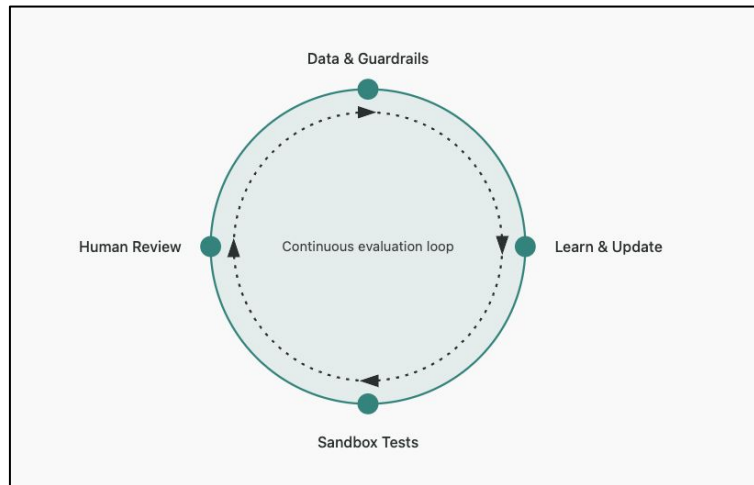 Data & Guardrails
Human Review
Continuous evaluation loop
Learn & Update
Sandbox Tests